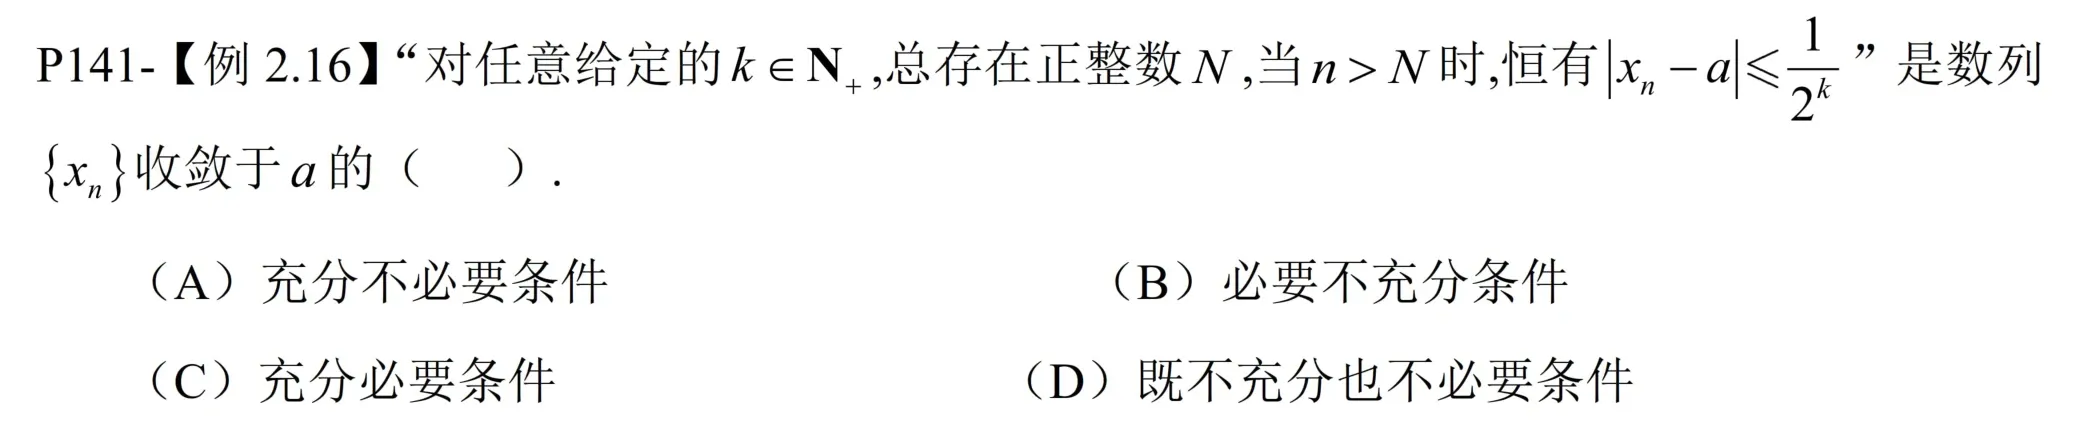 P141-【例 2.16】“对任意给定的 $k \in \mathbf{N}_+$,总存在正整数 $N$,当 $n > N$ 时,恒有 $|x_n - a| \leqslant \frac{1}{2^k}$ ” 是数列
$\{x_n\}$ 收敛于 $a$ 的（ ）.
（A）充分不必要条件 （B）必要不充分条件
（C）充分必要条件 （D）既不充分也不必要条件